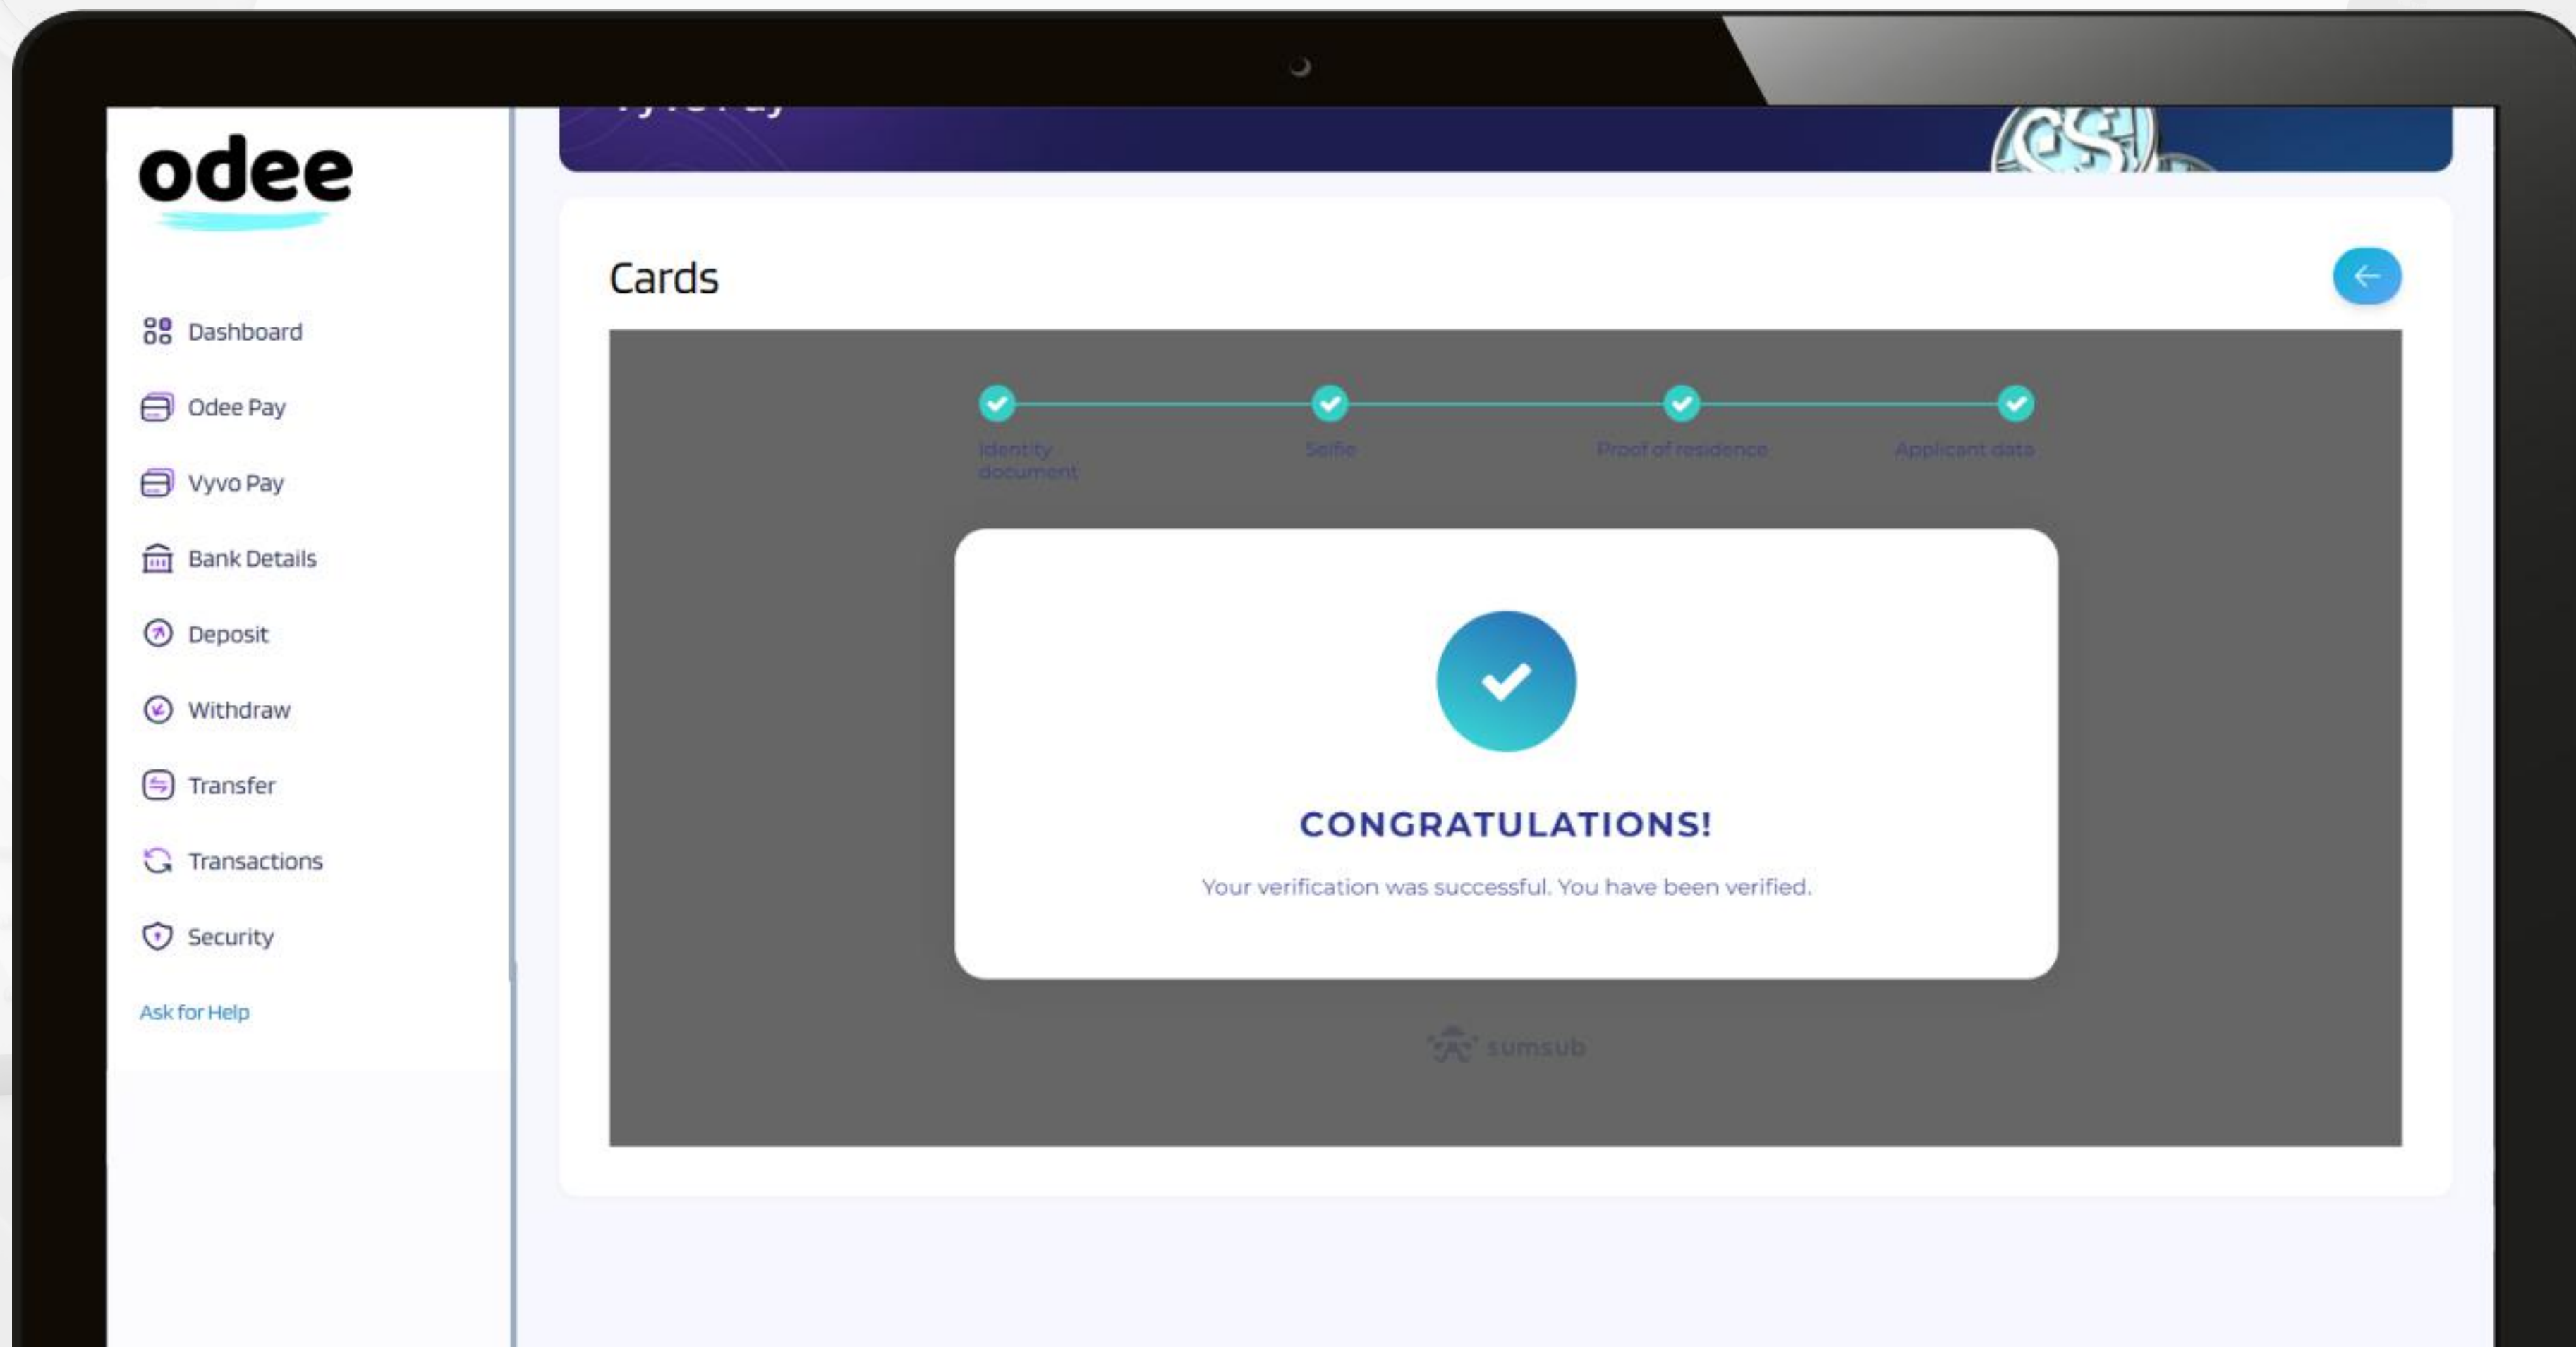 odee
Dashboard
Odee Pay
Vyvo Pay
Bank Details
Deposit
Withdraw
Transfer
Transactions
Security
Ask for Help
Cards
Identity
document
Selfie
Proof of residence
Applicant data
CONGRATULATIONS!
Your verification was successful. You have been verified.
sumsub